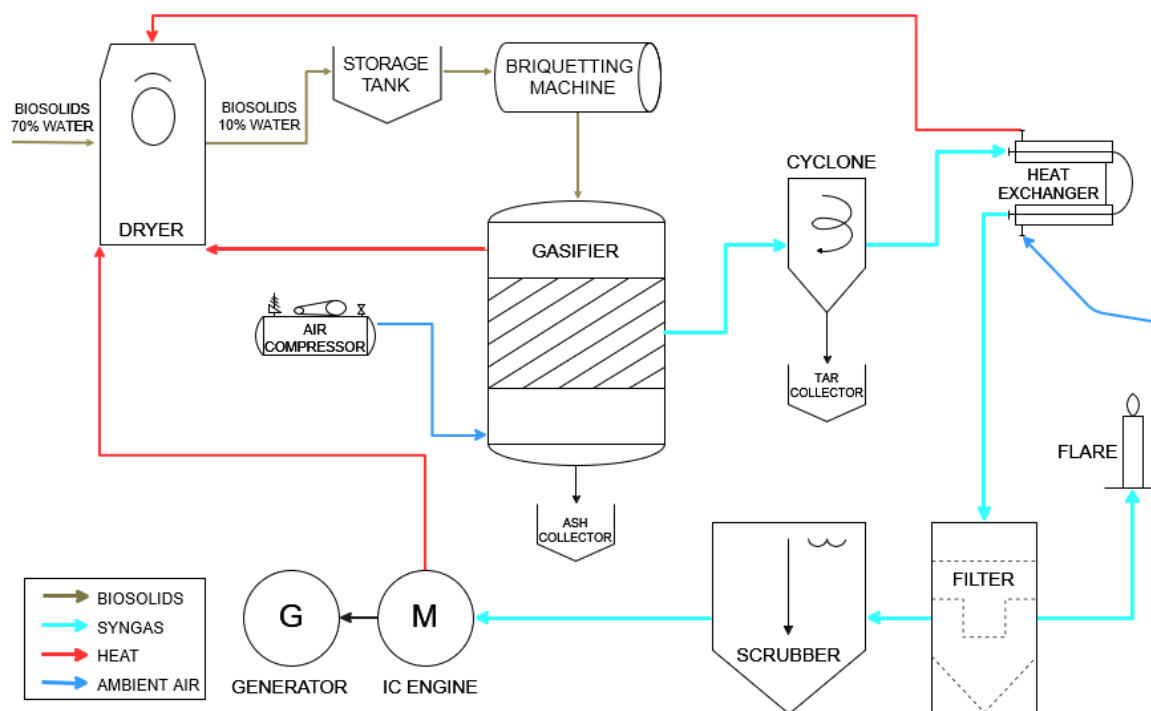 BIOSOLIDS
70% WATER
DRYER
BIOSOLIDS
10% WATER
STORAGE
TANK
BRIQUETTING
MACHINE
CYCLONE
HEAT
EXCHANGER
GASIFIER
AIR
COMPRESSOR
TAR
COLLECTOR
FLARE
ASH
COLLECTOR
FILTER
SCRUBBER
G
M
GENERATOR
IC ENGINE
BIOSOLIDS
SYNGAS
HEAT
AMBIENT AIR